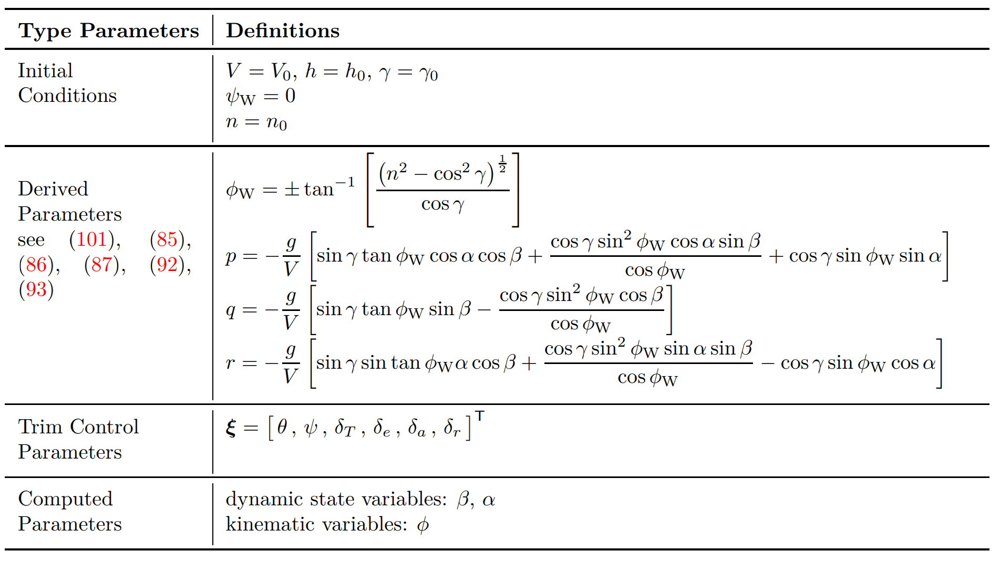 Type Parameters | Definitions
Initial Conditions | $V = V_0,\, h = h_0,\, \gamma = \gamma_0$
$\psi_{\mathrm{W}} = 0$
$n = n_0$
Derived Parameters see (101), (85), (86), (87), (92), (93) | $\phi_{\mathrm{W}} = \pm \tan^{-1} \left[ \frac{\left(n^2 - \cos^2 \gamma\right)^{\frac{1}{2}}}{\cos \gamma} \right]$
$p = -\frac{g}{V} \left[ \sin \gamma \tan \phi_{\mathrm{W}} \cos \alpha \cos \beta + \frac{\cos \gamma \sin^2 \phi_{\mathrm{W}} \cos \alpha \sin \beta}{\cos \phi_{\mathrm{W}}} + \cos \gamma \sin \phi_{\mathrm{W}} \sin \alpha \right]$
$q = -\frac{g}{V} \left[ \sin \gamma \tan \phi_{\mathrm{W}} \sin \beta - \frac{\cos \gamma \sin^2 \phi_{\mathrm{W}} \cos \beta}{\cos \phi_{\mathrm{W}}} \right]$
$r = -\frac{g}{V} \left[ \sin \gamma \sin \tan \phi_{\mathrm{W}} \alpha \cos \beta + \frac{\cos \gamma \sin^2 \phi_{\mathrm{W}} \sin \alpha \sin \beta}{\cos \phi_{\mathrm{W}}} - \cos \gamma \sin \phi_{\mathrm{W}} \cos \alpha \right]$
Trim Control Parameters | $\boldsymbol{\xi} = \left[ \theta\,,\, \psi\,,\, \delta_T\,,\, \delta_e\,,\, \delta_a\,,\, \delta_r \right]^{\mathsf{T}}$
Computed Parameters | dynamic state variables: $\beta$, $\alpha$
kinematic variables: $\phi$